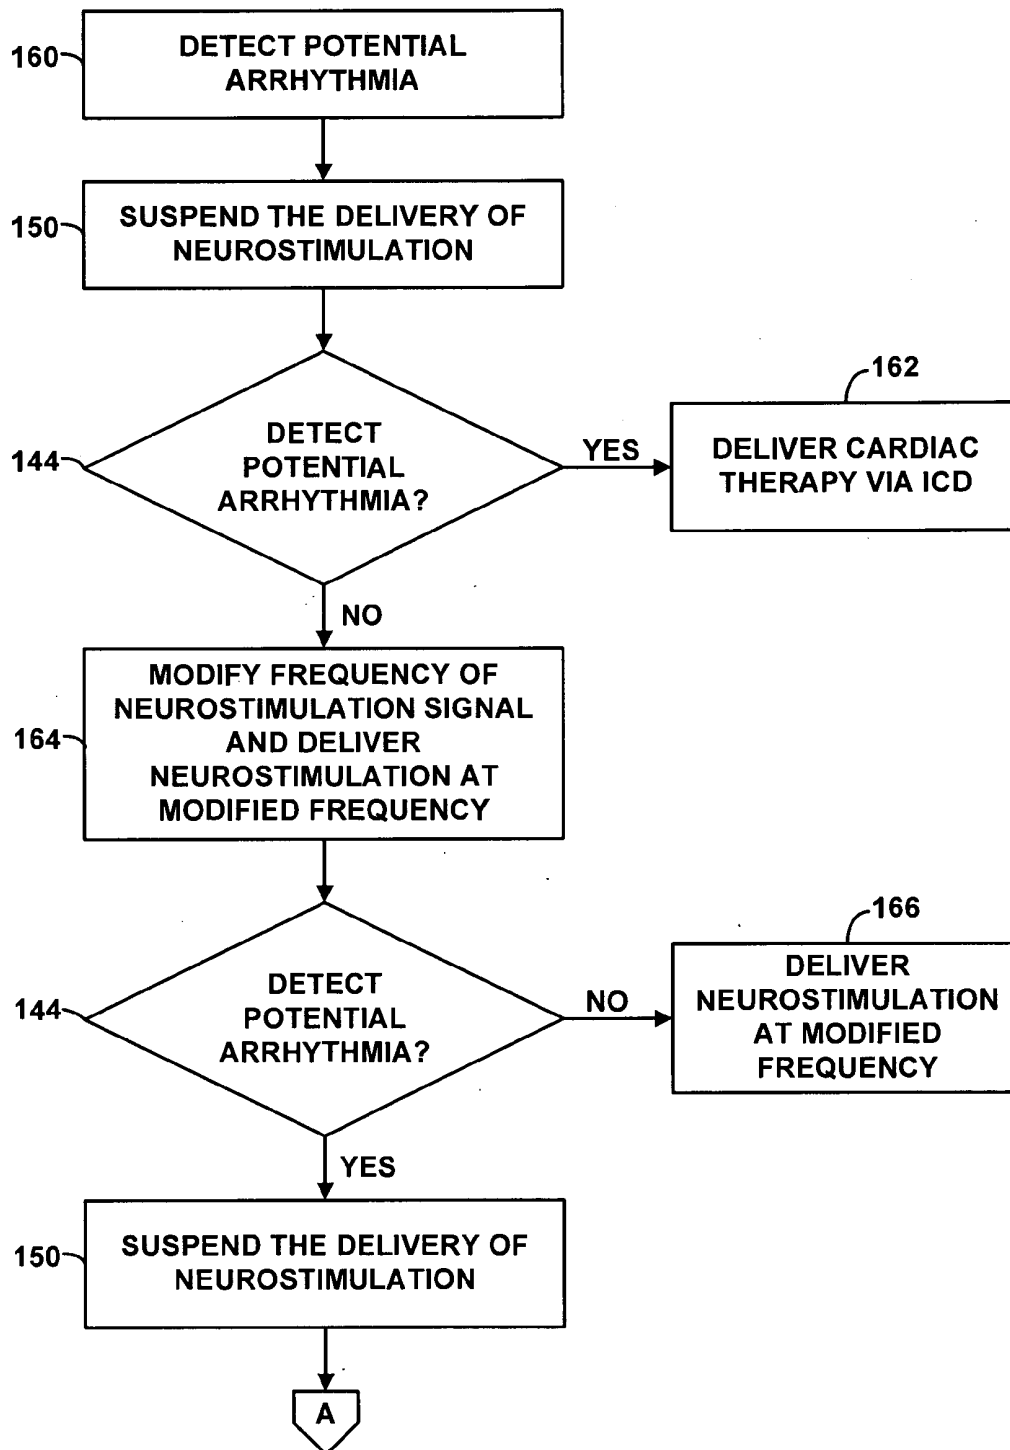 160
DETECT POTENTIAL
ARRHYTHMIA
150
SUSPEND THE DELIVERY OF
NEUROSTIMULATION
144
DETECT
POTENTIAL
ARRHYTHMIA?
YES
162
DELIVER CARDIAC
THERAPY VIA ICD
NO
164
MODIFY FREQUENCY OF
NEUROSTIMULATION SIGNAL
AND DELIVER
NEUROSTIMULATION AT
MODIFIED FREQUENCY
144
DETECT
POTENTIAL
ARRHYTHMIA?
NO
166
DELIVER
NEUROSTIMULATION
AT MODIFIED
FREQUENCY
YES
150
SUSPEND THE DELIVERY OF
NEUROSTIMULATION
A